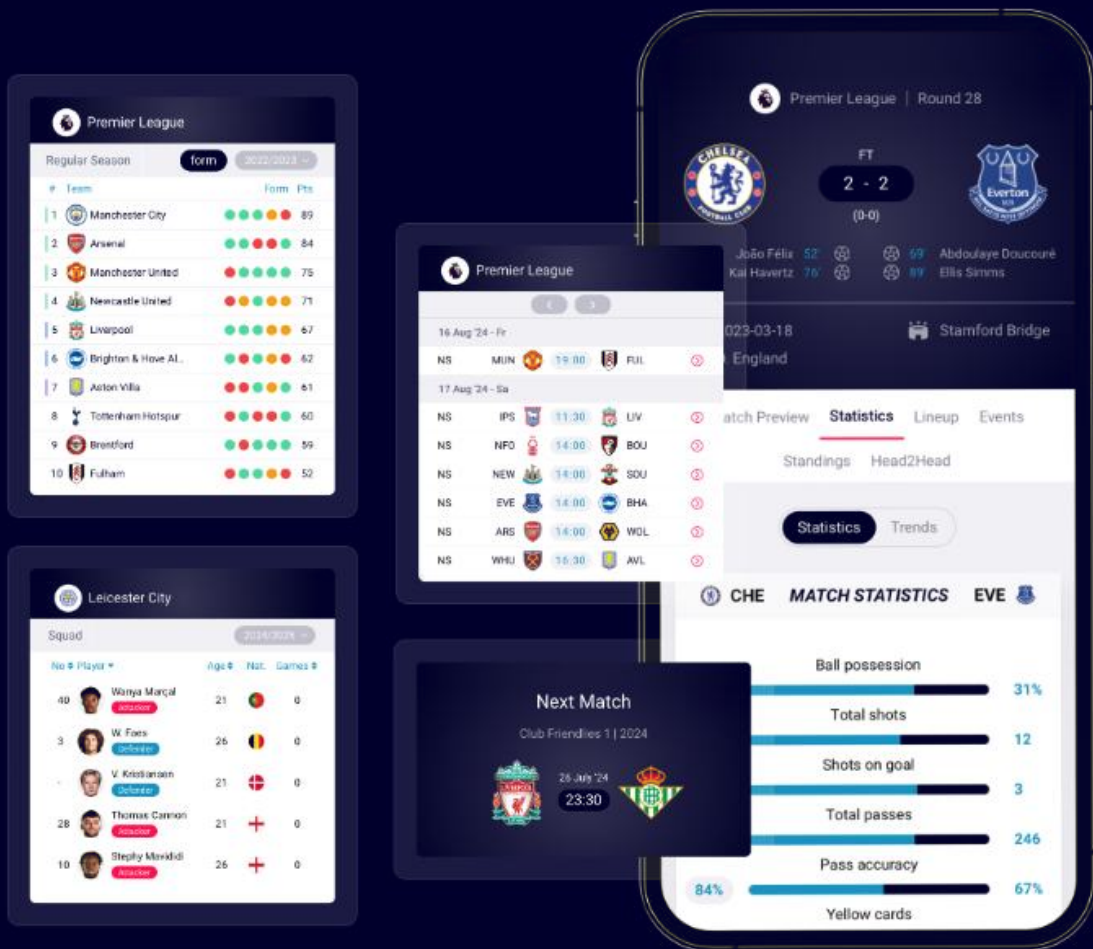 Premier League
Regular Season form 2022/2023
# Team Form Pts
1 Manchester City 89
2 Arsenal 84
3 Manchester United 75
4 Newcastle United 71
5 Liverpool 67
6 Brighton & Hove Al... 62
7 Aston Villa 61
8 Tottenham Hotspur 60
9 Brentford 59
10 Fulham 52
Leicester City
Squad 2024/2025
No Player Age Nat. Games
40 Wanya Marçal 21 0
Attacker
3 W. Faes 26 0
Defender
- V. Kristiansen 21 0
Defender
28 Thomas Cannon 21 0
Attacker
10 Stephy Mavididi 26 0
Attacker
Premier League
16 Aug '24 - Fr
NS MUN 19:00 FUL
17 Aug '24 - Sa
NS IPS 11:30 LIV
NS NFO 14:00 BOU
NS NEW 14:00 SOU
NS EVE 14:00 BHA
NS ARS 14:00 WOL
NS WHU 16:30 AVL
Next Match
Club Friendlies 1 | 2024
26 July '24
23:30
Premier League | Round 28
CHELSEA
FOOTBALL CLUB
Everton
FT
2 - 2
(0-0)
João Félix 52' 69' Abdoulaye Doucouré
Kai Havertz 76' 89' Ellis Simms
023-03-18 Stamford Bridge
England
atch Preview Statistics Lineup Events
Standings Head2Head
Statistics Trends
CHE MATCH STATISTICS EVE
Ball possession
31%
Total shots
12
Shots on goal
3
Total passes
246
Pass accuracy
84% 67%
Yellow cards